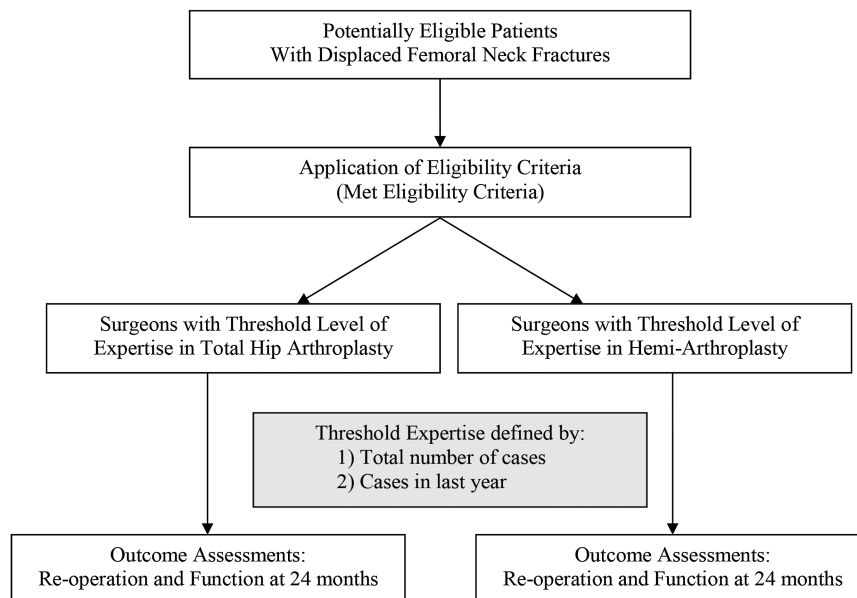 Potentially Eligible Patients
With Displaced Femoral Neck Fractures
Application of Eligibility Criteria
(Met Eligibility Criteria)
Surgeons with Threshold Level of
Expertise in Total Hip Arthroplasty
Surgeons with Threshold Level of
Expertise in Hemi-Arthroplasty
Threshold Expertise defined by:
1) Total number of cases
2) Cases in last year
Outcome Assessments:
Re-operation and Function at 24 months
Outcome Assessments:
Re-operation and Function at 24 months